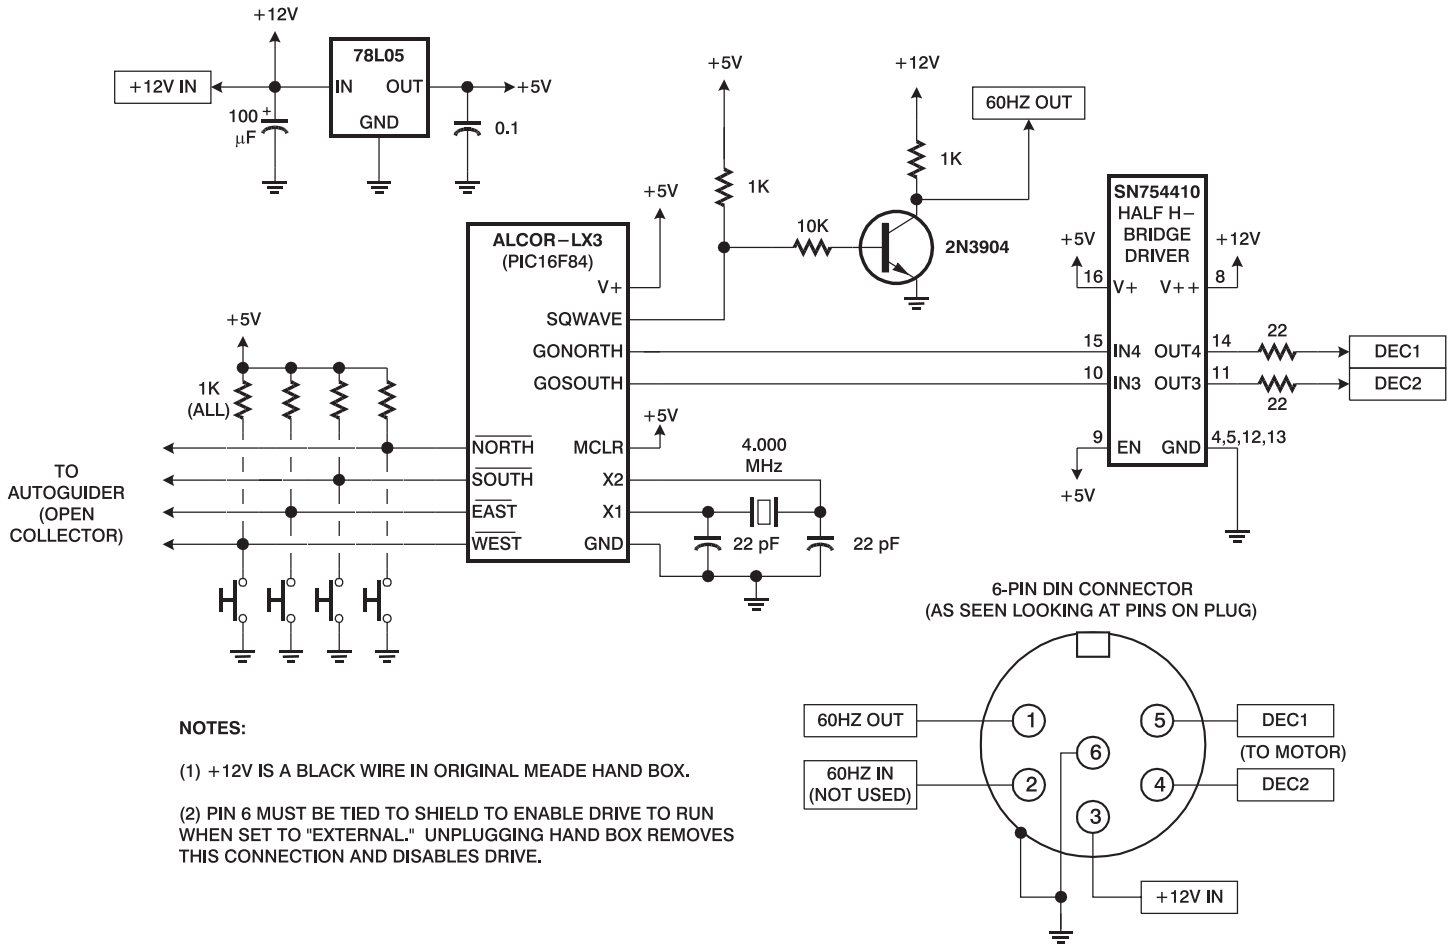 +12V
+12V IN
78L05
IN OUT
GND
+5V
100 +
µF
0.1
+5V
1K
+12V
1K
60HZ OUT
10K
2N3904
+5V
ALCOR–LX3
(PIC16F84)
V+
SQWAVE
GONORTH
GOSOUTH
NORTH MCLR
SOUTH X2
EAST X1
WEST GND
+5V
4.000
MHz
22 pF
22 pF
+5V
1K
(ALL)
TO
AUTOGUIDER
(OPEN
COLLECTOR)
SN754410
HALF H–
BRIDGE
DRIVER
+5V
+12V
16 V+ V++ 8
15 IN4 OUT4 14
22
DEC1
10 IN3 OUT3 11
22
DEC2
9 EN GND 4,5,12,13
+5V
6-PIN DIN CONNECTOR
(AS SEEN LOOKING AT PINS ON PLUG)
60HZ OUT
1
5
DEC1
(TO MOTOR)
6
60HZ IN
(NOT USED)
2
4
DEC2
3
+12V IN
NOTES:
(1) +12V IS A BLACK WIRE IN ORIGINAL MEADE HAND BOX.
(2) PIN 6 MUST BE TIED TO SHIELD TO ENABLE DRIVE TO RUN
WHEN SET TO "EXTERNAL." UNPLUGGING HAND BOX REMOVES
THIS CONNECTION AND DISABLES DRIVE.